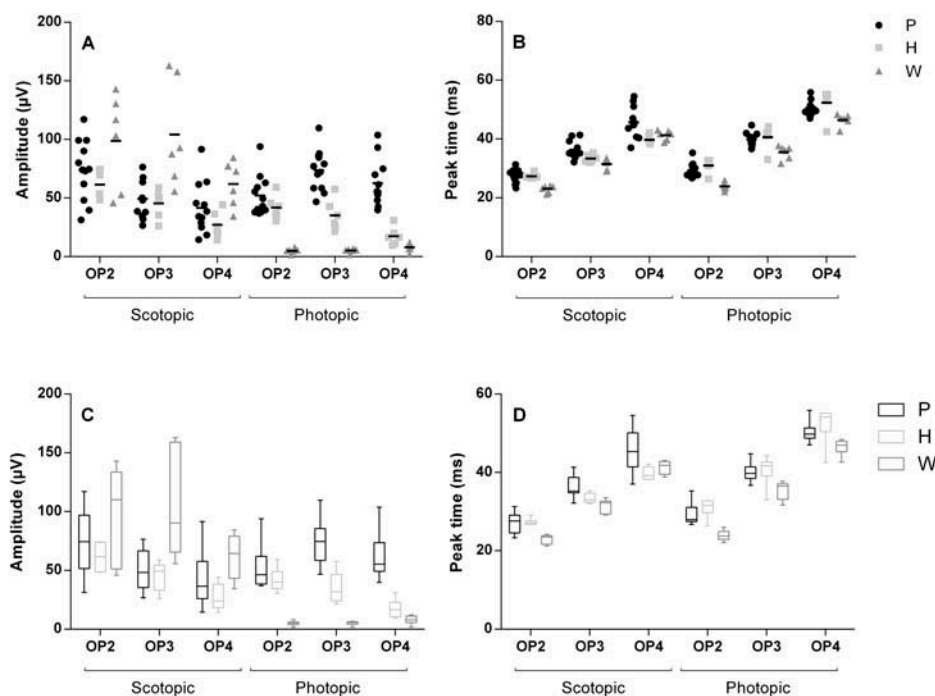 A
Amplitude (µV)
200
150
100
50
0
OP2 OP3 OP4 OP2 OP3 OP4
Scotopic Photopic
B
Peak time (ms)
80
60
40
20
0
OP2 OP3 OP4 OP2 OP3 OP4
Scotopic Photopic
P
H
W
C
Amplitude (µV)
200
150
100
50
0
OP2 OP3 OP4 OP2 OP3 OP4
Scotopic Photopic
D
Peak time (ms)
60
40
20
0
OP2 OP3 OP4 OP2 OP3 OP4
Scotopic Photopic
P
H
W